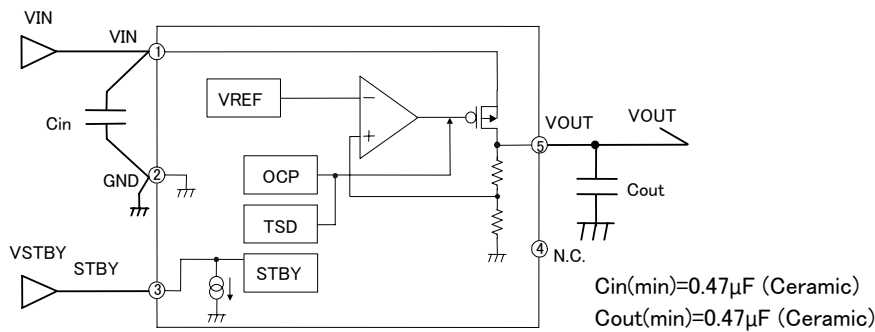 VIN
VIN
1
VREF
−
+
Cin
VOUT
VOUT
5
GND
2
OCP
Cout
TSD
VSTBY
STBY
3
STBY
4
N.C.
Cin(min)=0.47μF (Ceramic)
Cout(min)=0.47μF (Ceramic)